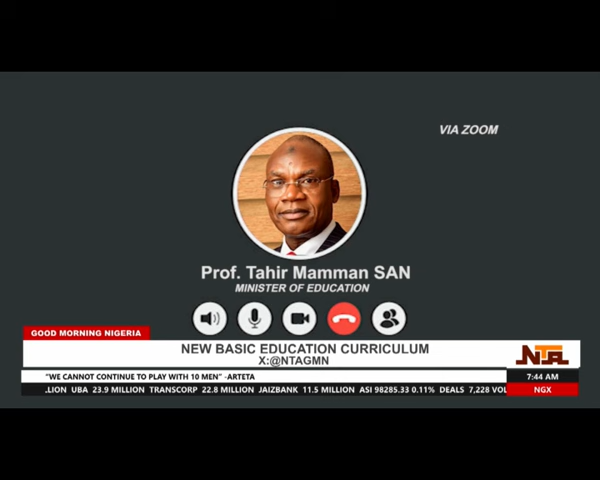 VIA ZOOM
Prof. Tahir Mamman SAN
MINISTER OF EDUCATION
GOOD MORNING NIGERIA
NEW BASIC EDUCATION CURRICULUM
X:@NTAGMN
NTA
"WE CANNOT CONTINUE TO PLAY WITH 10 MEN" -ARTETA
7:44 AM
LION UBA 23.9 MILLION TRANSCORP 22.8 MILLION JAIZBANK 11.5 MILLION ASI 98285.33 0.11% DEALS 7,228 VOL
NGX